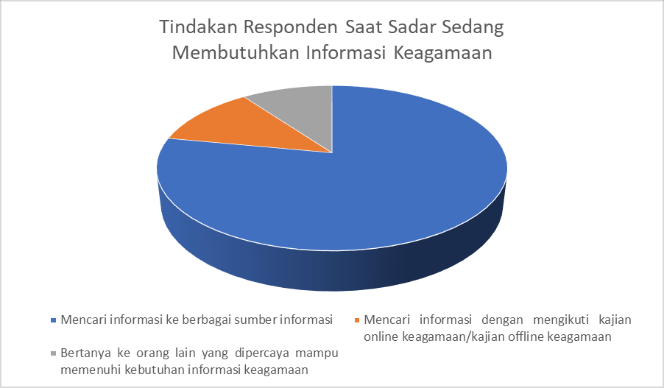 Tindakan Responden Saat Sadar Sedang
Membutuhkan Informasi Keagamaan
Mencari informasi ke berbagai sumber informasi
Mencari informasi dengan mengikuti kajian
online keagamaan/kajian offline keagamaan
Bertanya ke orang lain yang dipercaya mampu
memenuhi kebutuhan informasi keagamaan